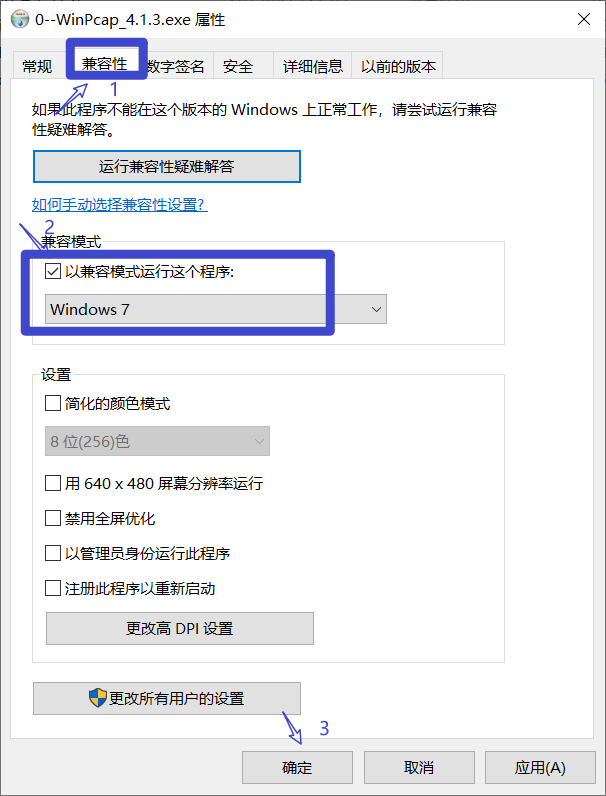 0--WinPcap_4.1.3.exe 属性
常规
兼容性
数字签名
安全
详细信息
以前的版本
1
如果此程序不能在这个版本的 Windows 上正常工作，请尝试运行兼容
性疑难解答。
运行兼容性疑难解答
如何手动选择兼容性设置?
2
兼容模式
以兼容模式运行这个程序:
Windows 7
设置
简化的颜色模式
8 位(256)色
用 640 x 480 屏幕分辨率运行
禁用全屏优化
以管理员身份运行此程序
注册此程序以重新启动
更改高 DPI 设置
更改所有用户的设置
3
确定
取消
应用(A)